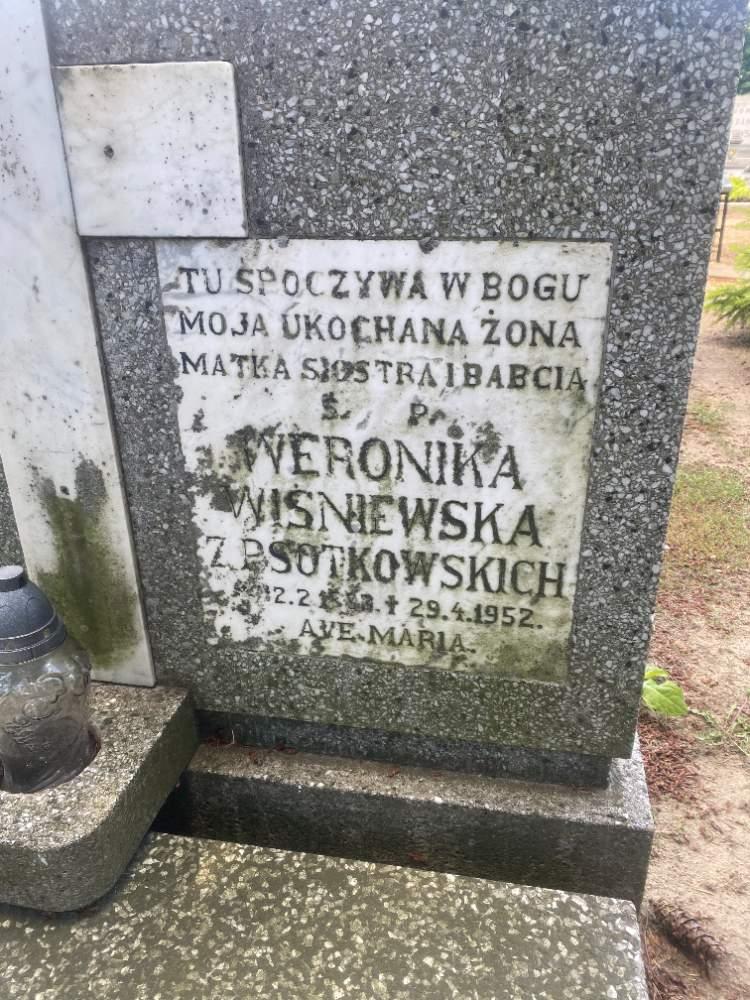 TU SPOCZYWA W BOGU
MOJA UKOCHANA ŻONA
MATKA SIOSTRA I BABCIA
Ś. P.
WERONIKA
WIŚNIEWSKA
Z PSOTKOWSKICH
† 29.4.1952.
AVE MARIA.